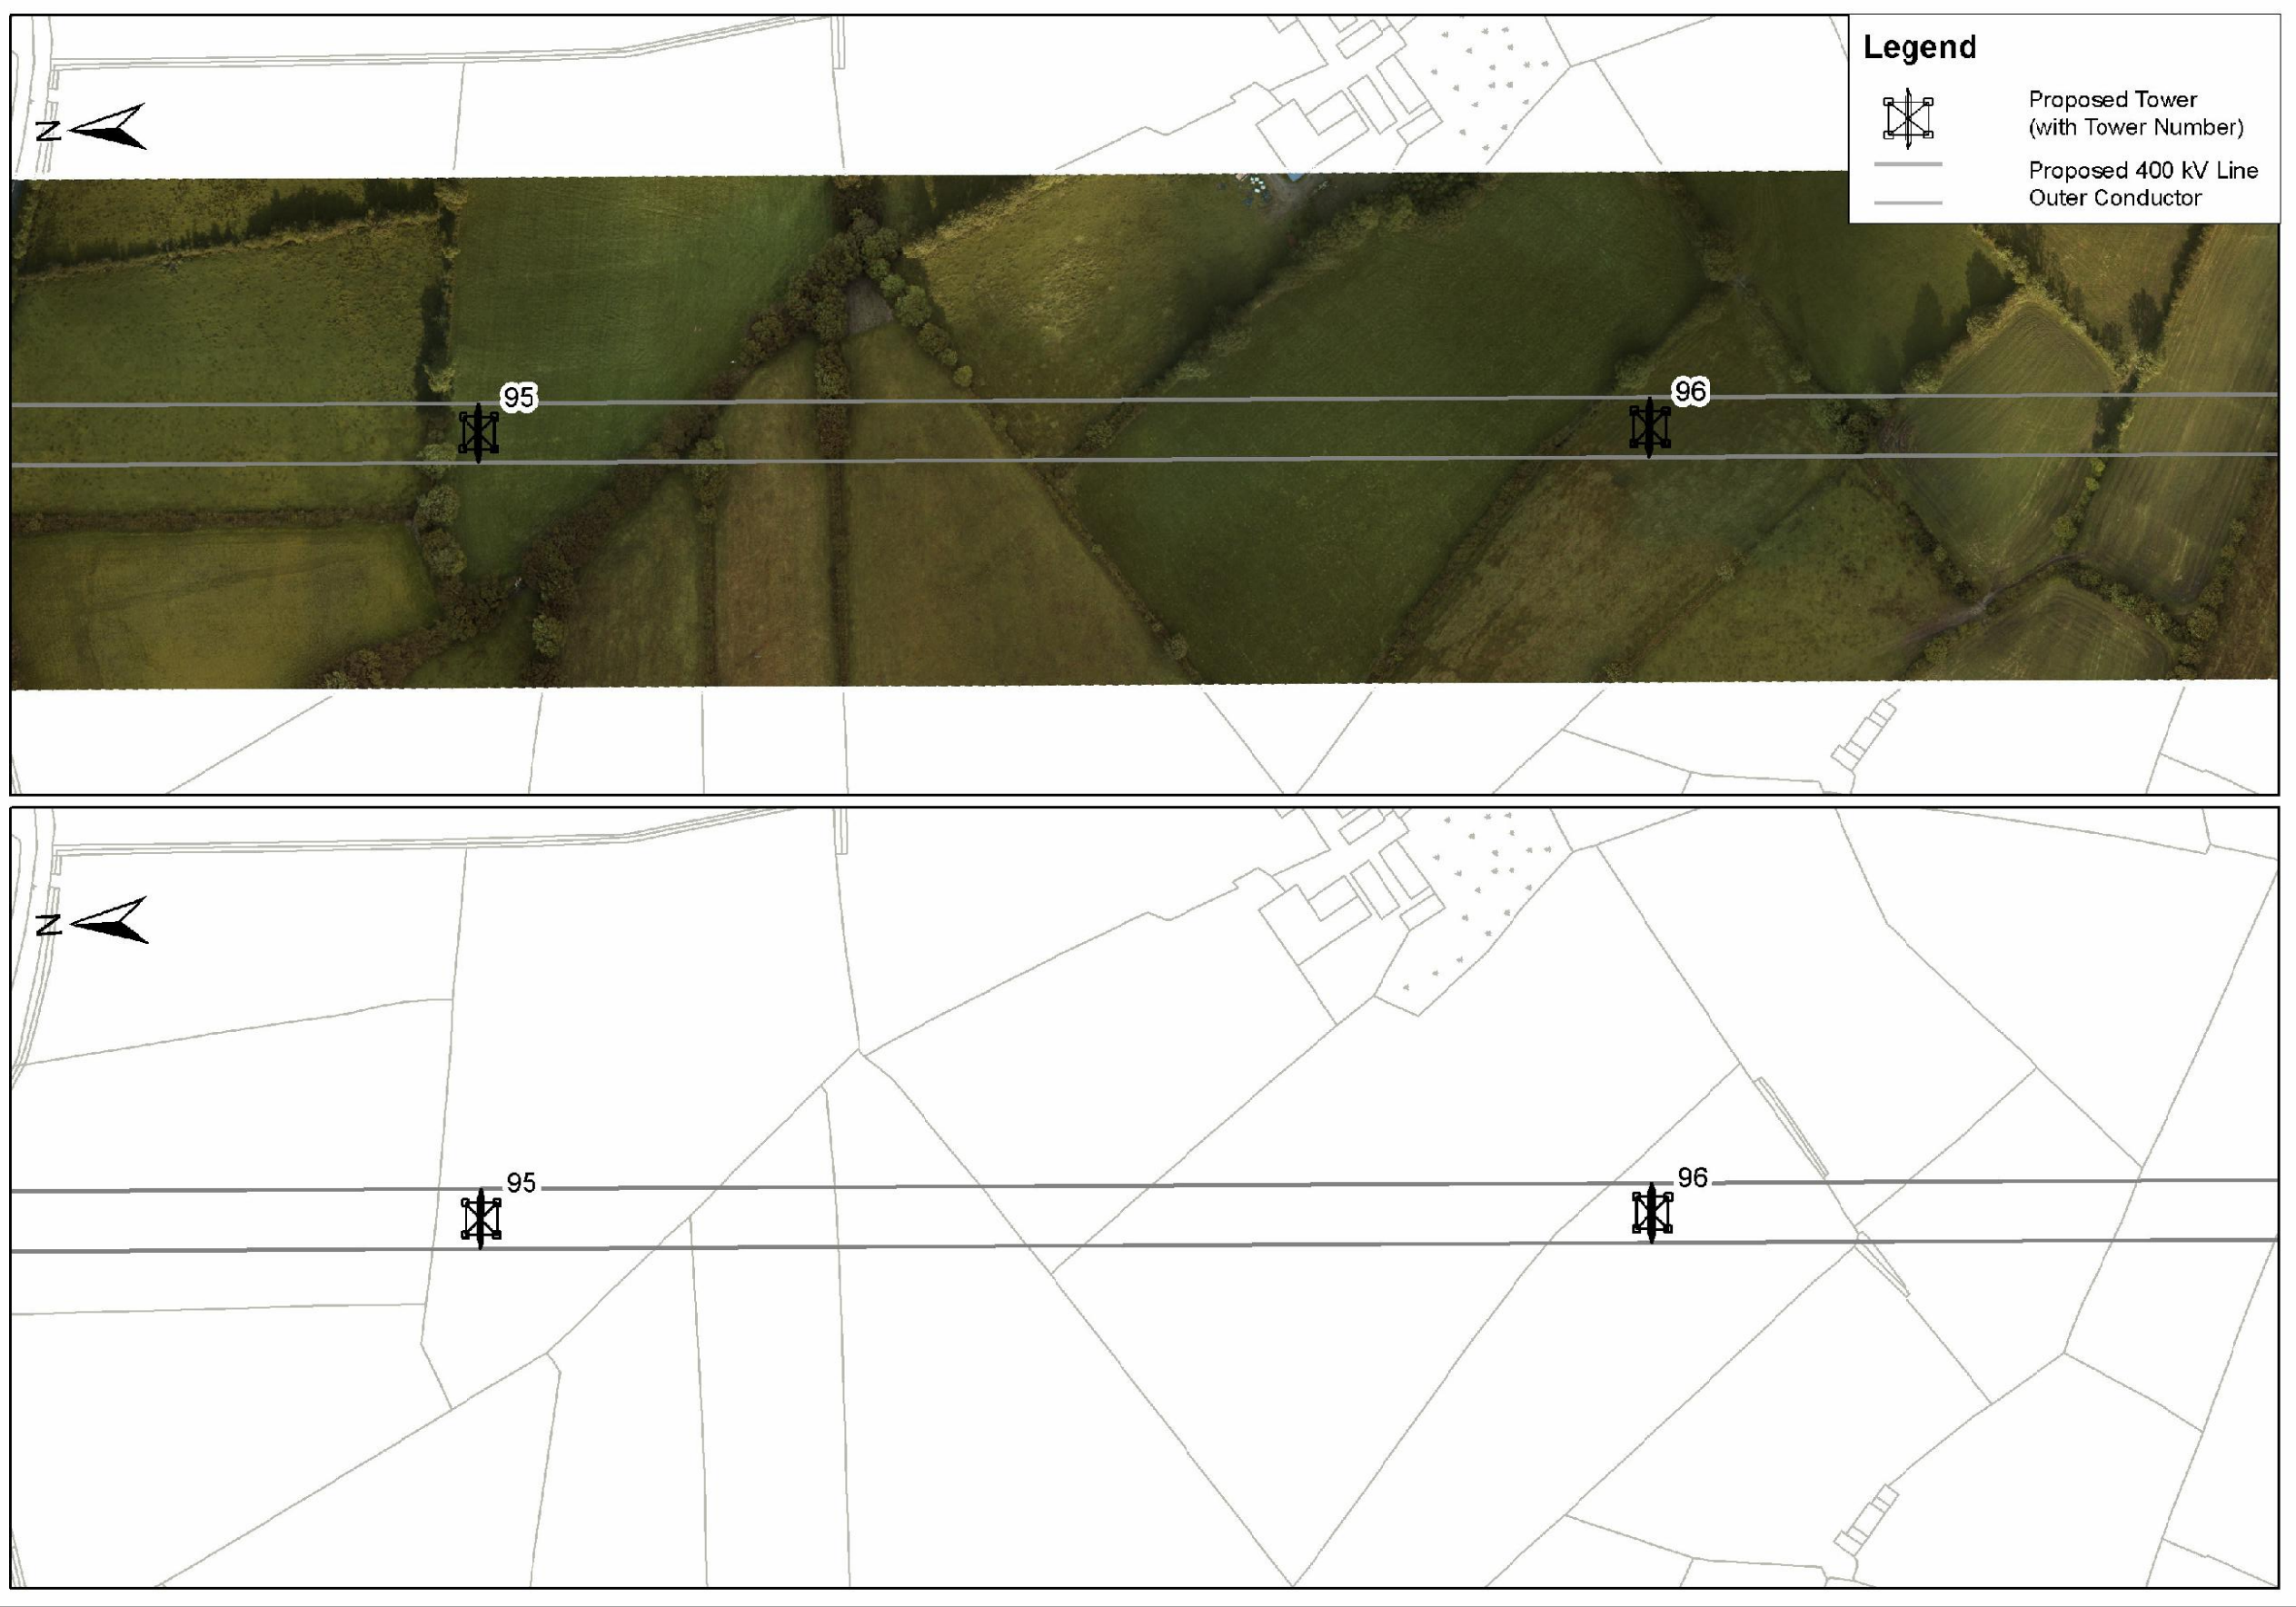 Legend
Proposed Tower
(with Tower Number)
Proposed 400 kV Line
Outer Conductor
N
95
96
N
95
96